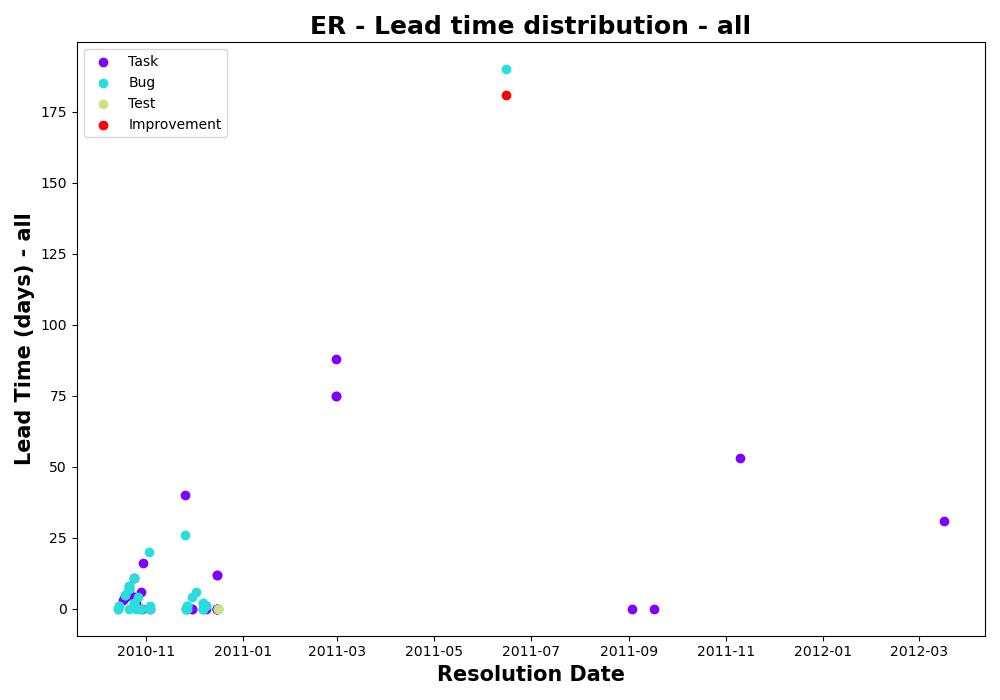 ER - Lead time distribution - all
Task
Bug
Test
Improvement
Lead Time (days) - all
175
150
125
100
75
50
25
0
2010-11
2011-01
2011-03
2011-05
2011-07
2011-09
2011-11
2012-01
2012-03
Resolution Date